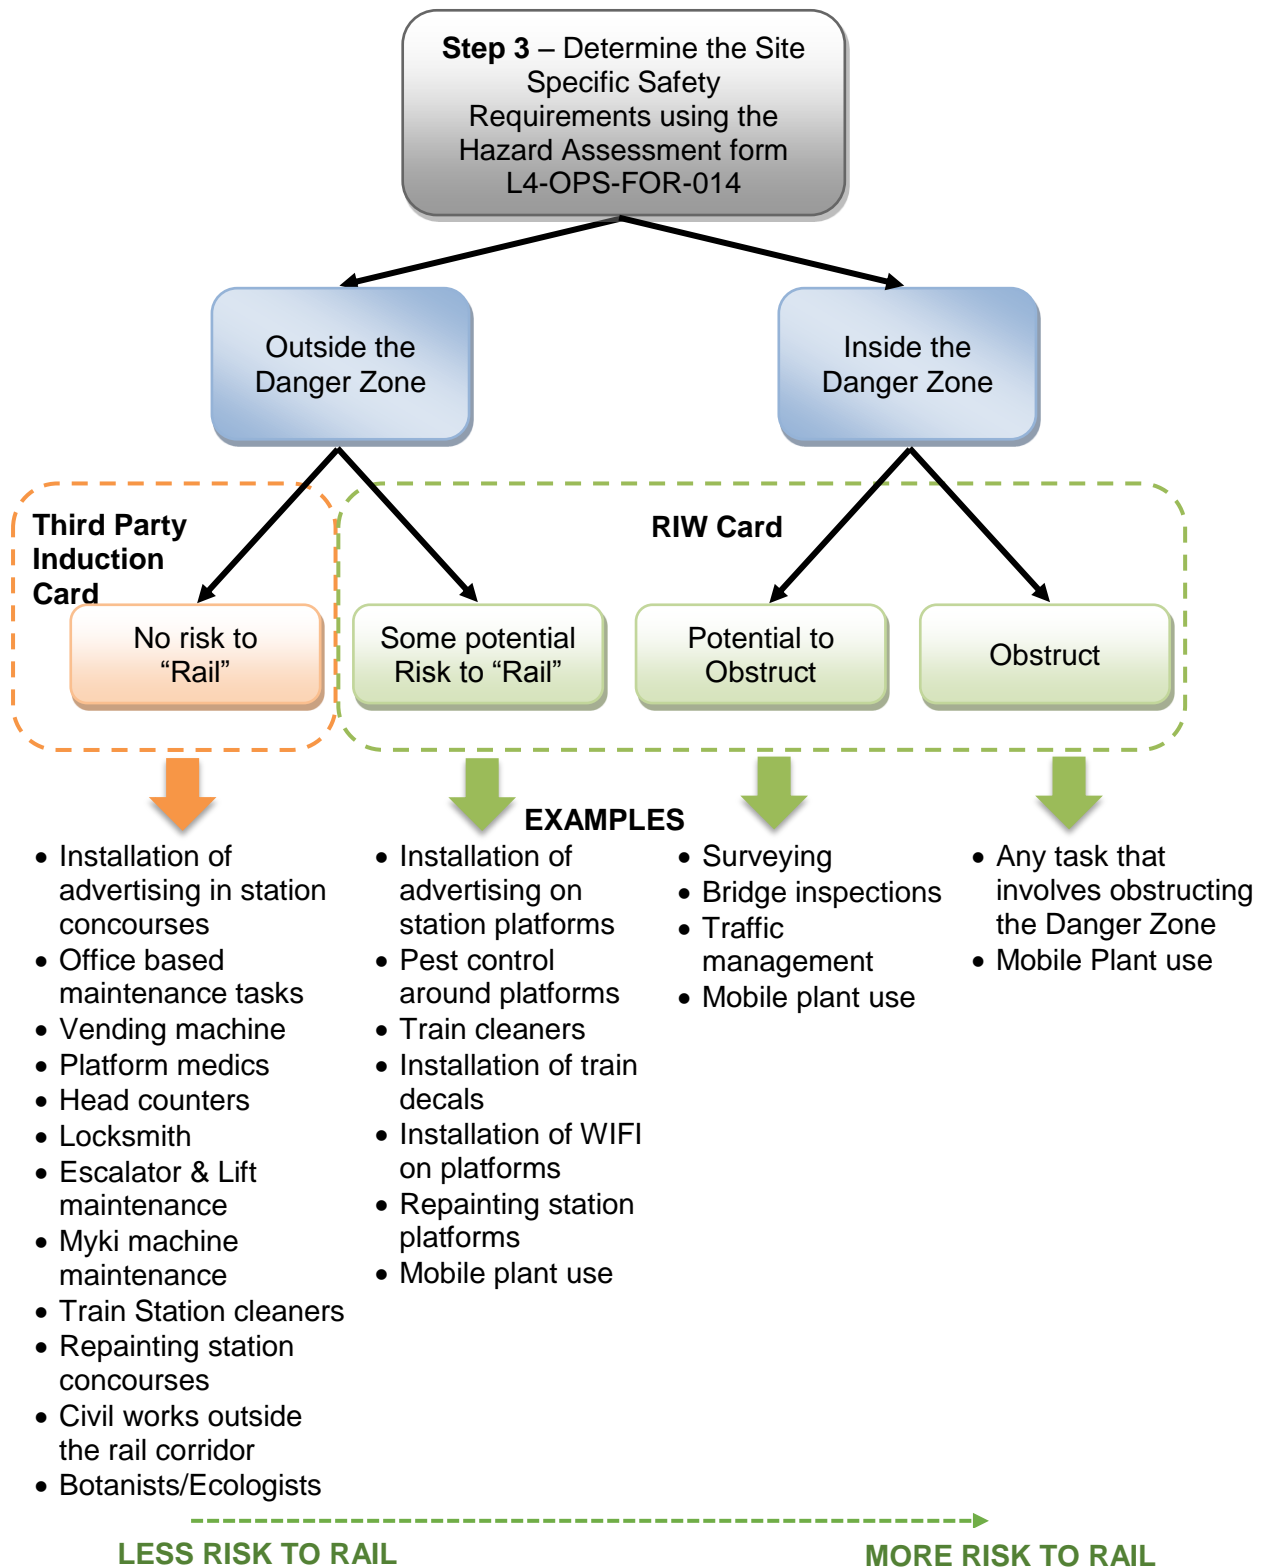 Step 3 – Determine the Site
Specific Safety
Requirements using the
Hazard Assessment form
L4-OPS-FOR-014
Outside the
Danger Zone
Inside the
Danger Zone
Third Party
Induction
Card
RIW Card
No risk to
“Rail”
Some potential
Risk to “Rail”
Potential to
Obstruct
Obstruct
EXAMPLES
• Installation of
advertising in station
concourses
• Office based
maintenance tasks
• Vending machine
• Platform medics
• Head counters
• Locksmith
• Escalator & Lift
maintenance
• Myki machine
maintenance
• Train Station cleaners
• Repainting station
concourses
• Civil works outside
the rail corridor
• Botanists/Ecologists
• Installation of
advertising on
station platforms
• Pest control
around platforms
• Train cleaners
• Installation of train
decals
• Installation of WIFI
on platforms
• Repainting station
platforms
• Mobile plant use
• Surveying
• Bridge inspections
• Traffic
management
• Mobile plant use
• Any task that
involves obstructing
the Danger Zone
• Mobile Plant use
LESS RISK TO RAIL
MORE RISK TO RAIL